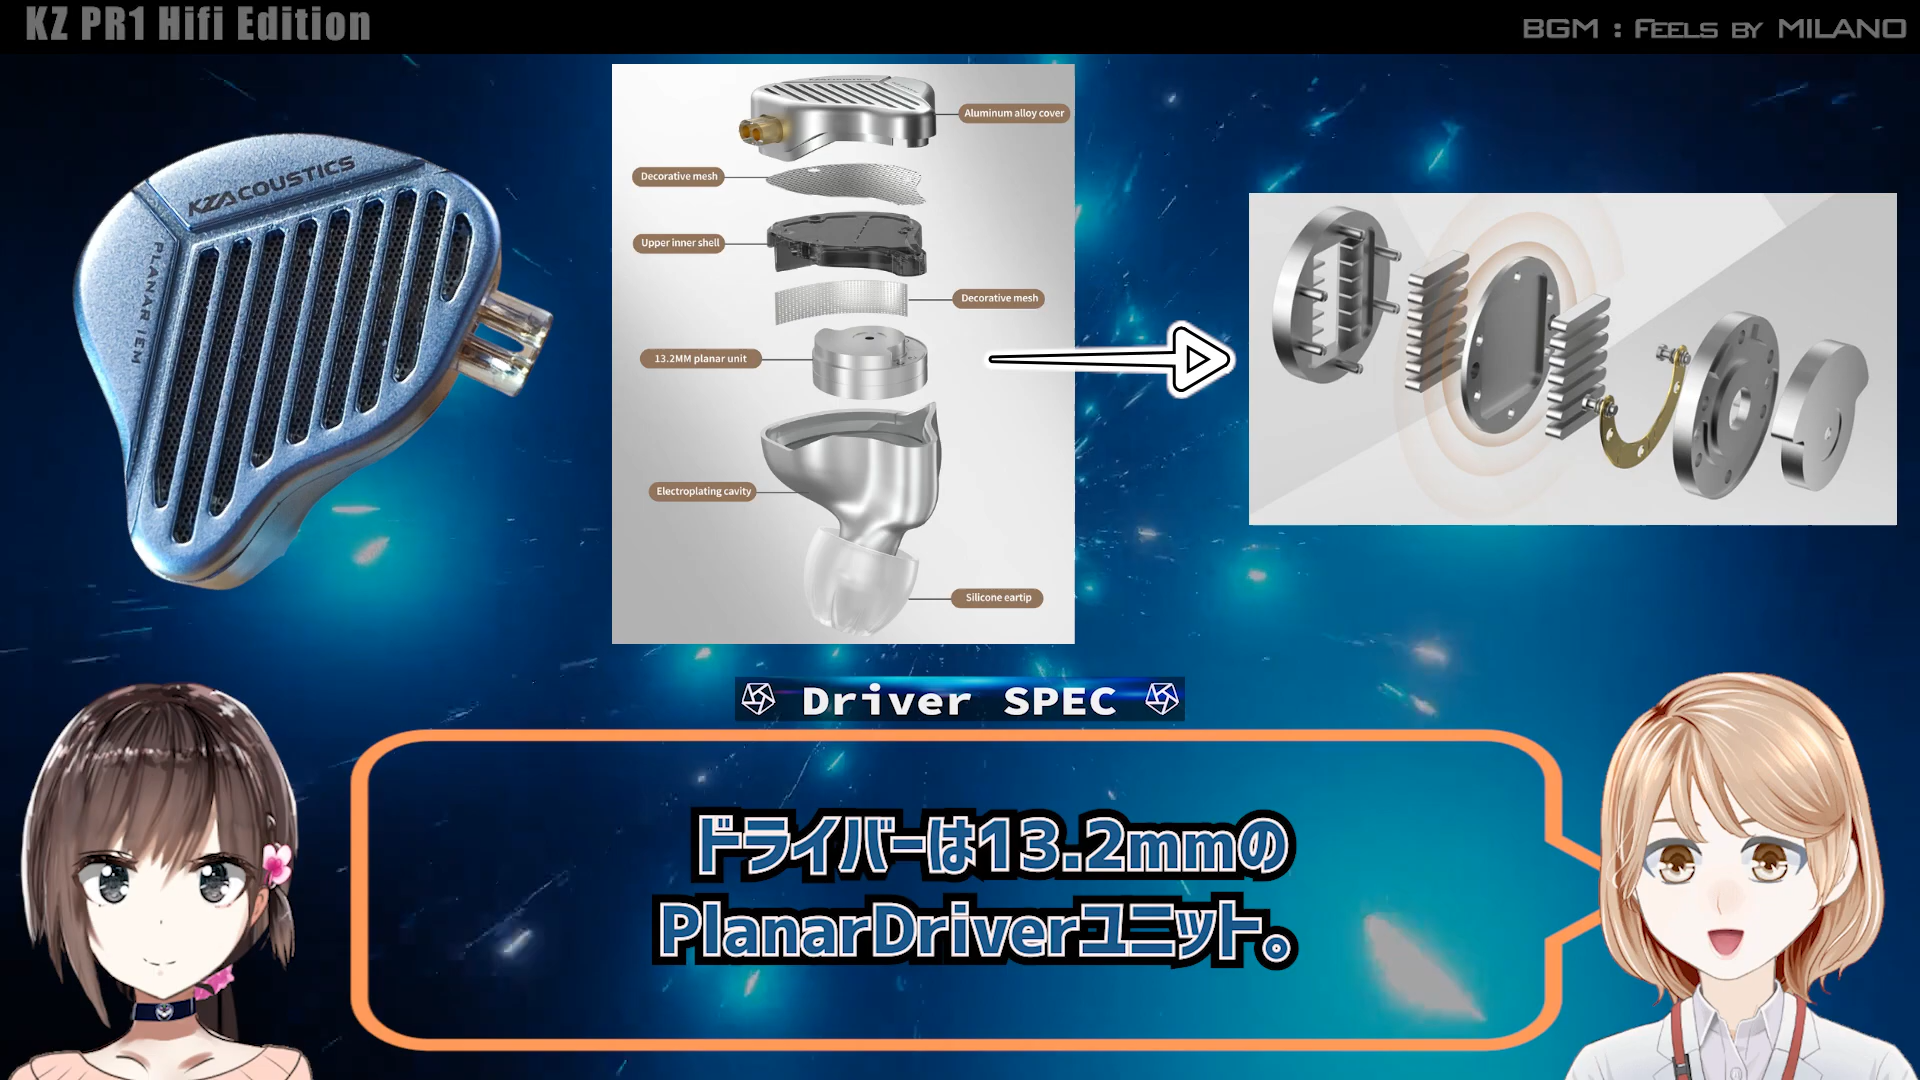 KZ PR1 Hifi Edition
BGM : Feels by MILANO
KZACOUSTICS
PLANAR IEM
Aluminum alloy cover
Decorative mesh
Upper inner shell
Decorative mesh
13.2MM planar unit
Electroplating cavity
Silicone eartip
Driver SPEC
ドライバーは13.2mmの
PlanarDriverユニット。